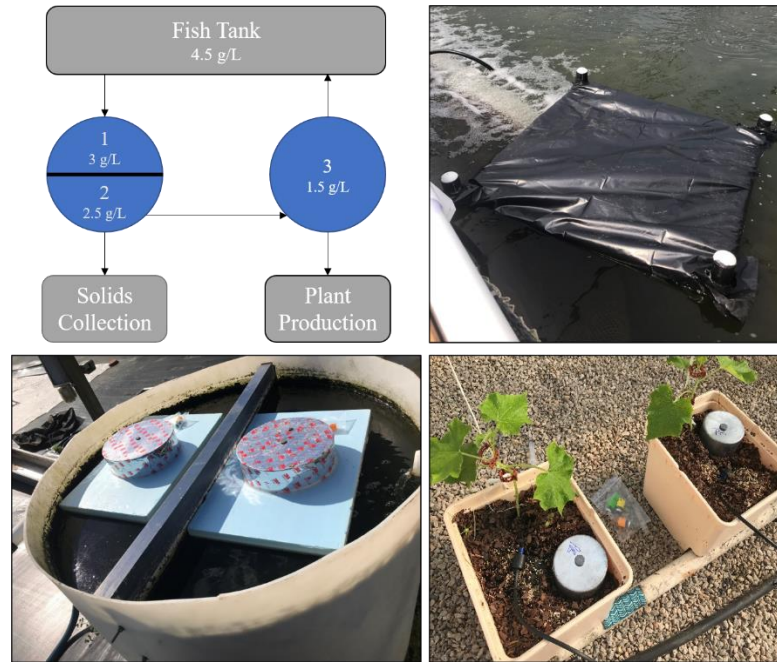 Fish Tank
4.5 g/L
1
3 g/L
2
2.5 g/L
3
1.5 g/L
Solids
Collection
Plant
Production